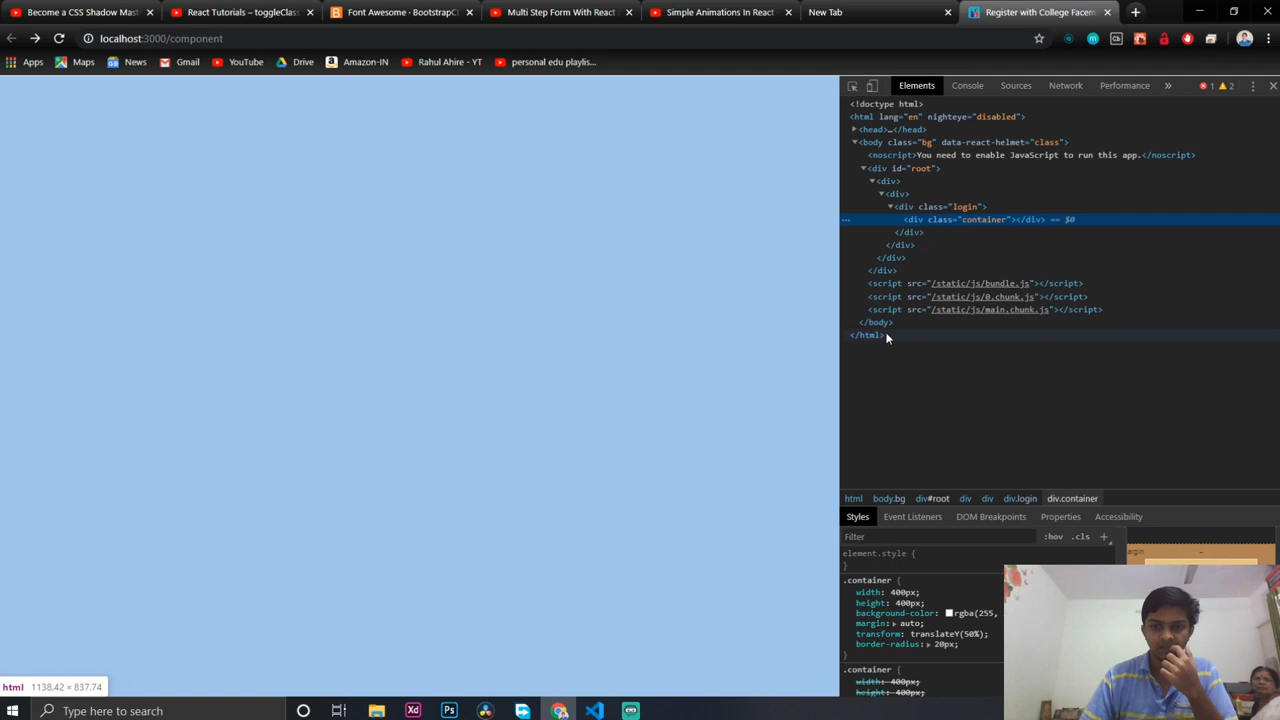 Become a CSS Shadow Mast
React Tutorials – toggleClass
Font Awesome - BootstrapC
Multi Step Form With React
Simple Animations In React
New Tab
Register with College Facem
localhost:3000/component
Apps
Maps
News
Gmail
YouTube
Drive
Amazon-IN
Rahul Ahire - YT
personal edu playlis...
Elements
Console
Sources
Network
Performance
»
1
2
<!doctype html>
<html lang="en" nighteye="disabled">
<head>…</head>
<body class="bg" data-react-helmet="class">
<noscript>You need to enable JavaScript to run this app.</noscript>
<div id="root">
<div>
<div>
<div class="login">
... <div class="container"></div> == $0
</div>
</div>
</div>
</div>
<script src="/static/js/bundle.js"></script>
<script src="/static/js/0.chunk.js"></script>
<script src="/static/js/main.chunk.js"></script>
</body>
</html>
html
body.bg
div#root
div
div
div.login
div.container
Styles
Event Listeners
DOM Breakpoints
Properties
Accessibility
Filter
:hov
.cls
+
element.style {
}
.container {
width: 400px;
height: 400px;
background-color: rgba(255,
margin: auto;
transform: translateY(50%);
border-radius: 20px;
}
.container {
width: 400px;
height: 400px;
argin
–
html 1138.42 × 837.74
Type here to search
Xd
Ps